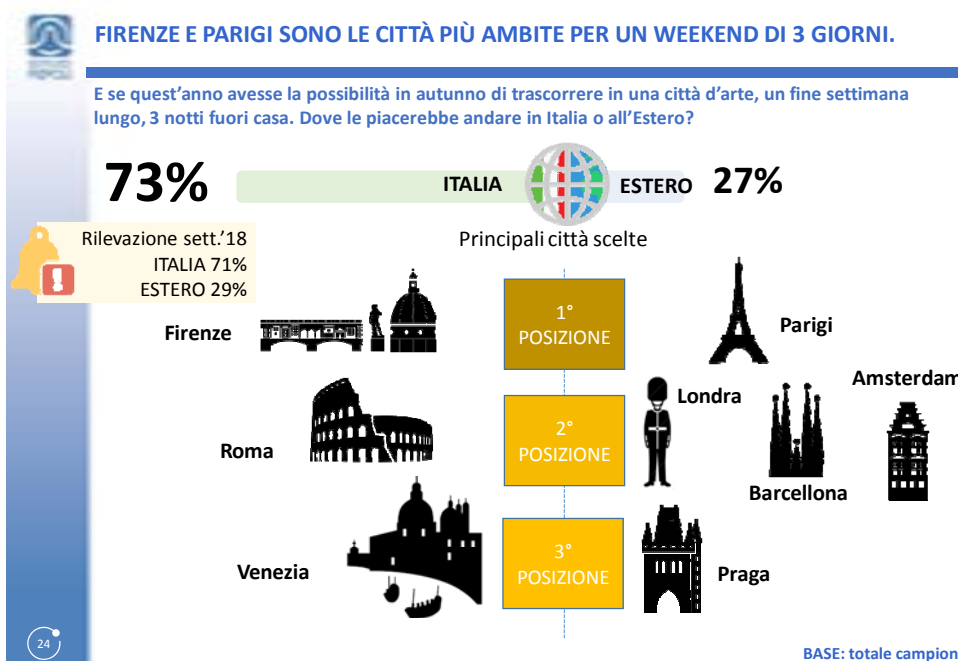 FIRENZE E PARIGI SONO LE CITTÀ PIÙ AMBITE PER UN WEEKEND DI 3 GIORNI.
E se quest'anno avesse la possibilità in autunno di trascorrere in una città d'arte, un fine settimana
lungo, 3 notti fuori casa. Dove le piacerebbe andare in Italia o all'Estero?
73%
ITALIA
ESTERO
27%
Rilevazione sett.'18
ITALIA 71%
ESTERO 29%
Principali città scelte
Firenze
1°
POSIZIONE
Parigi
Roma
2°
POSIZIONE
Londra
Barcellona
Amsterdam
Venezia
3°
POSIZIONE
Praga
24
BASE: totale campion